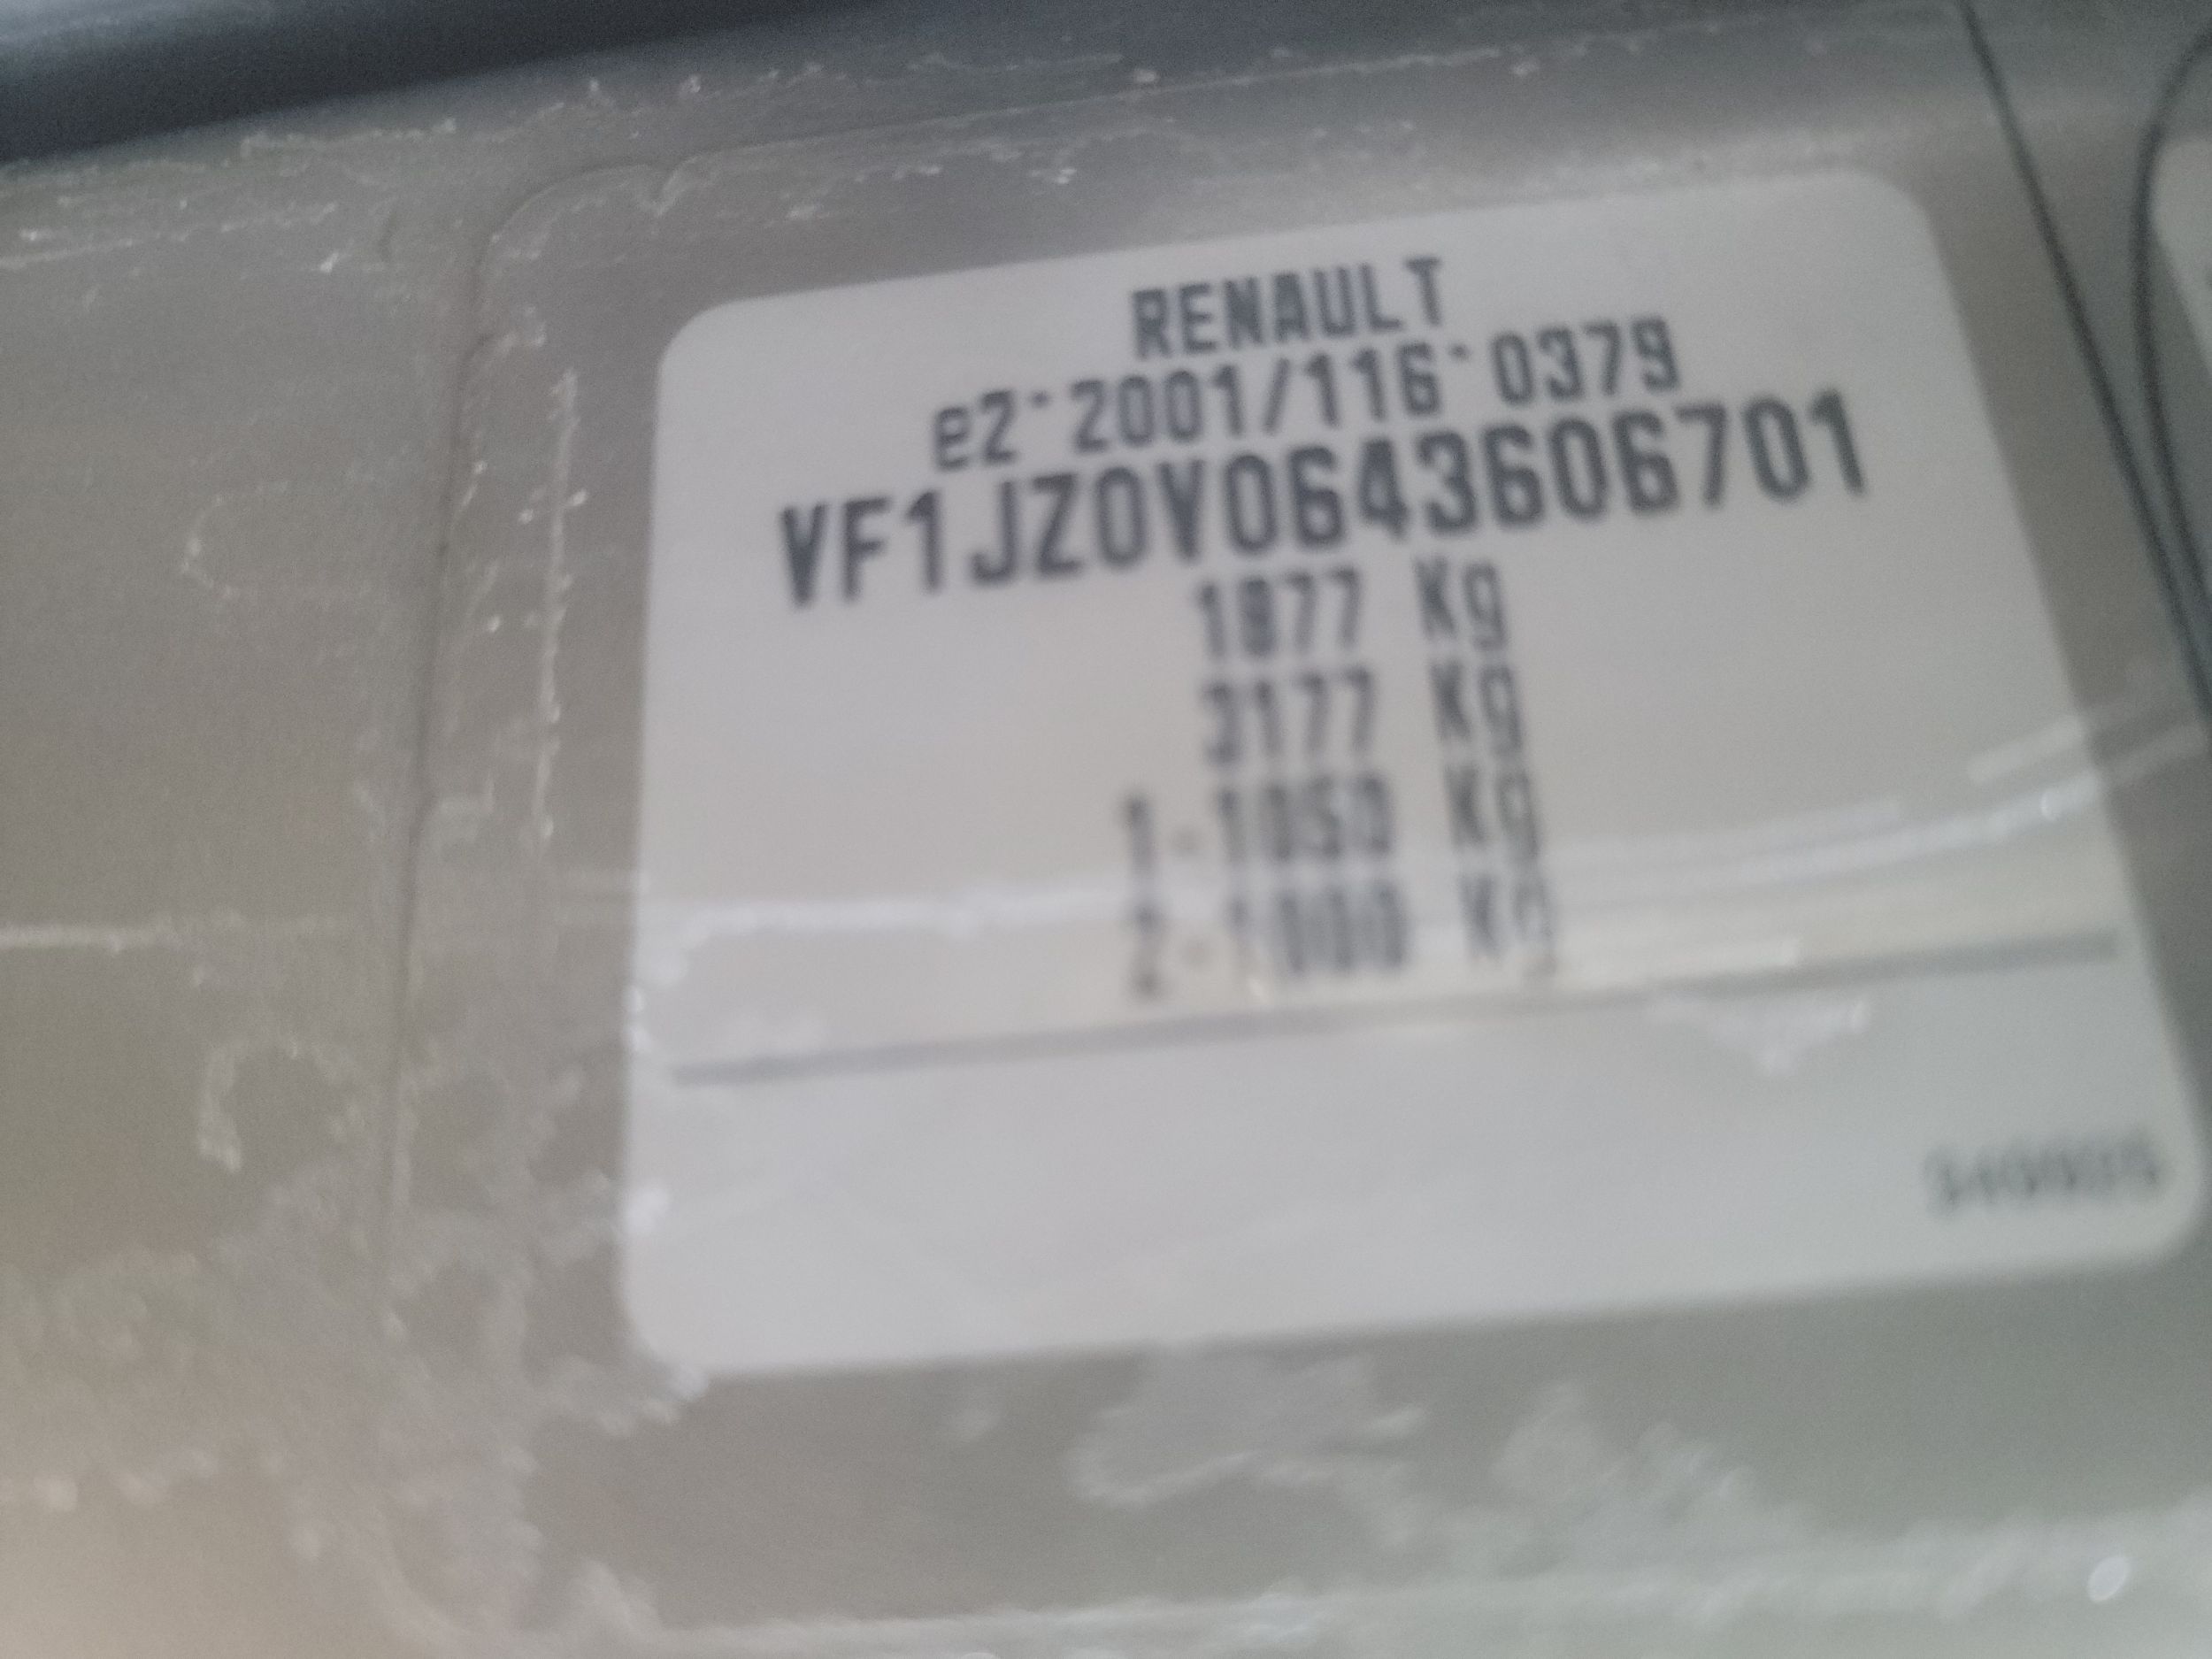 RENAULT
e2*2001/116*0379
VF1JZ0V0643606701
1877 Kg
3177 Kg
1-1050 Kg
2-1000 Kg